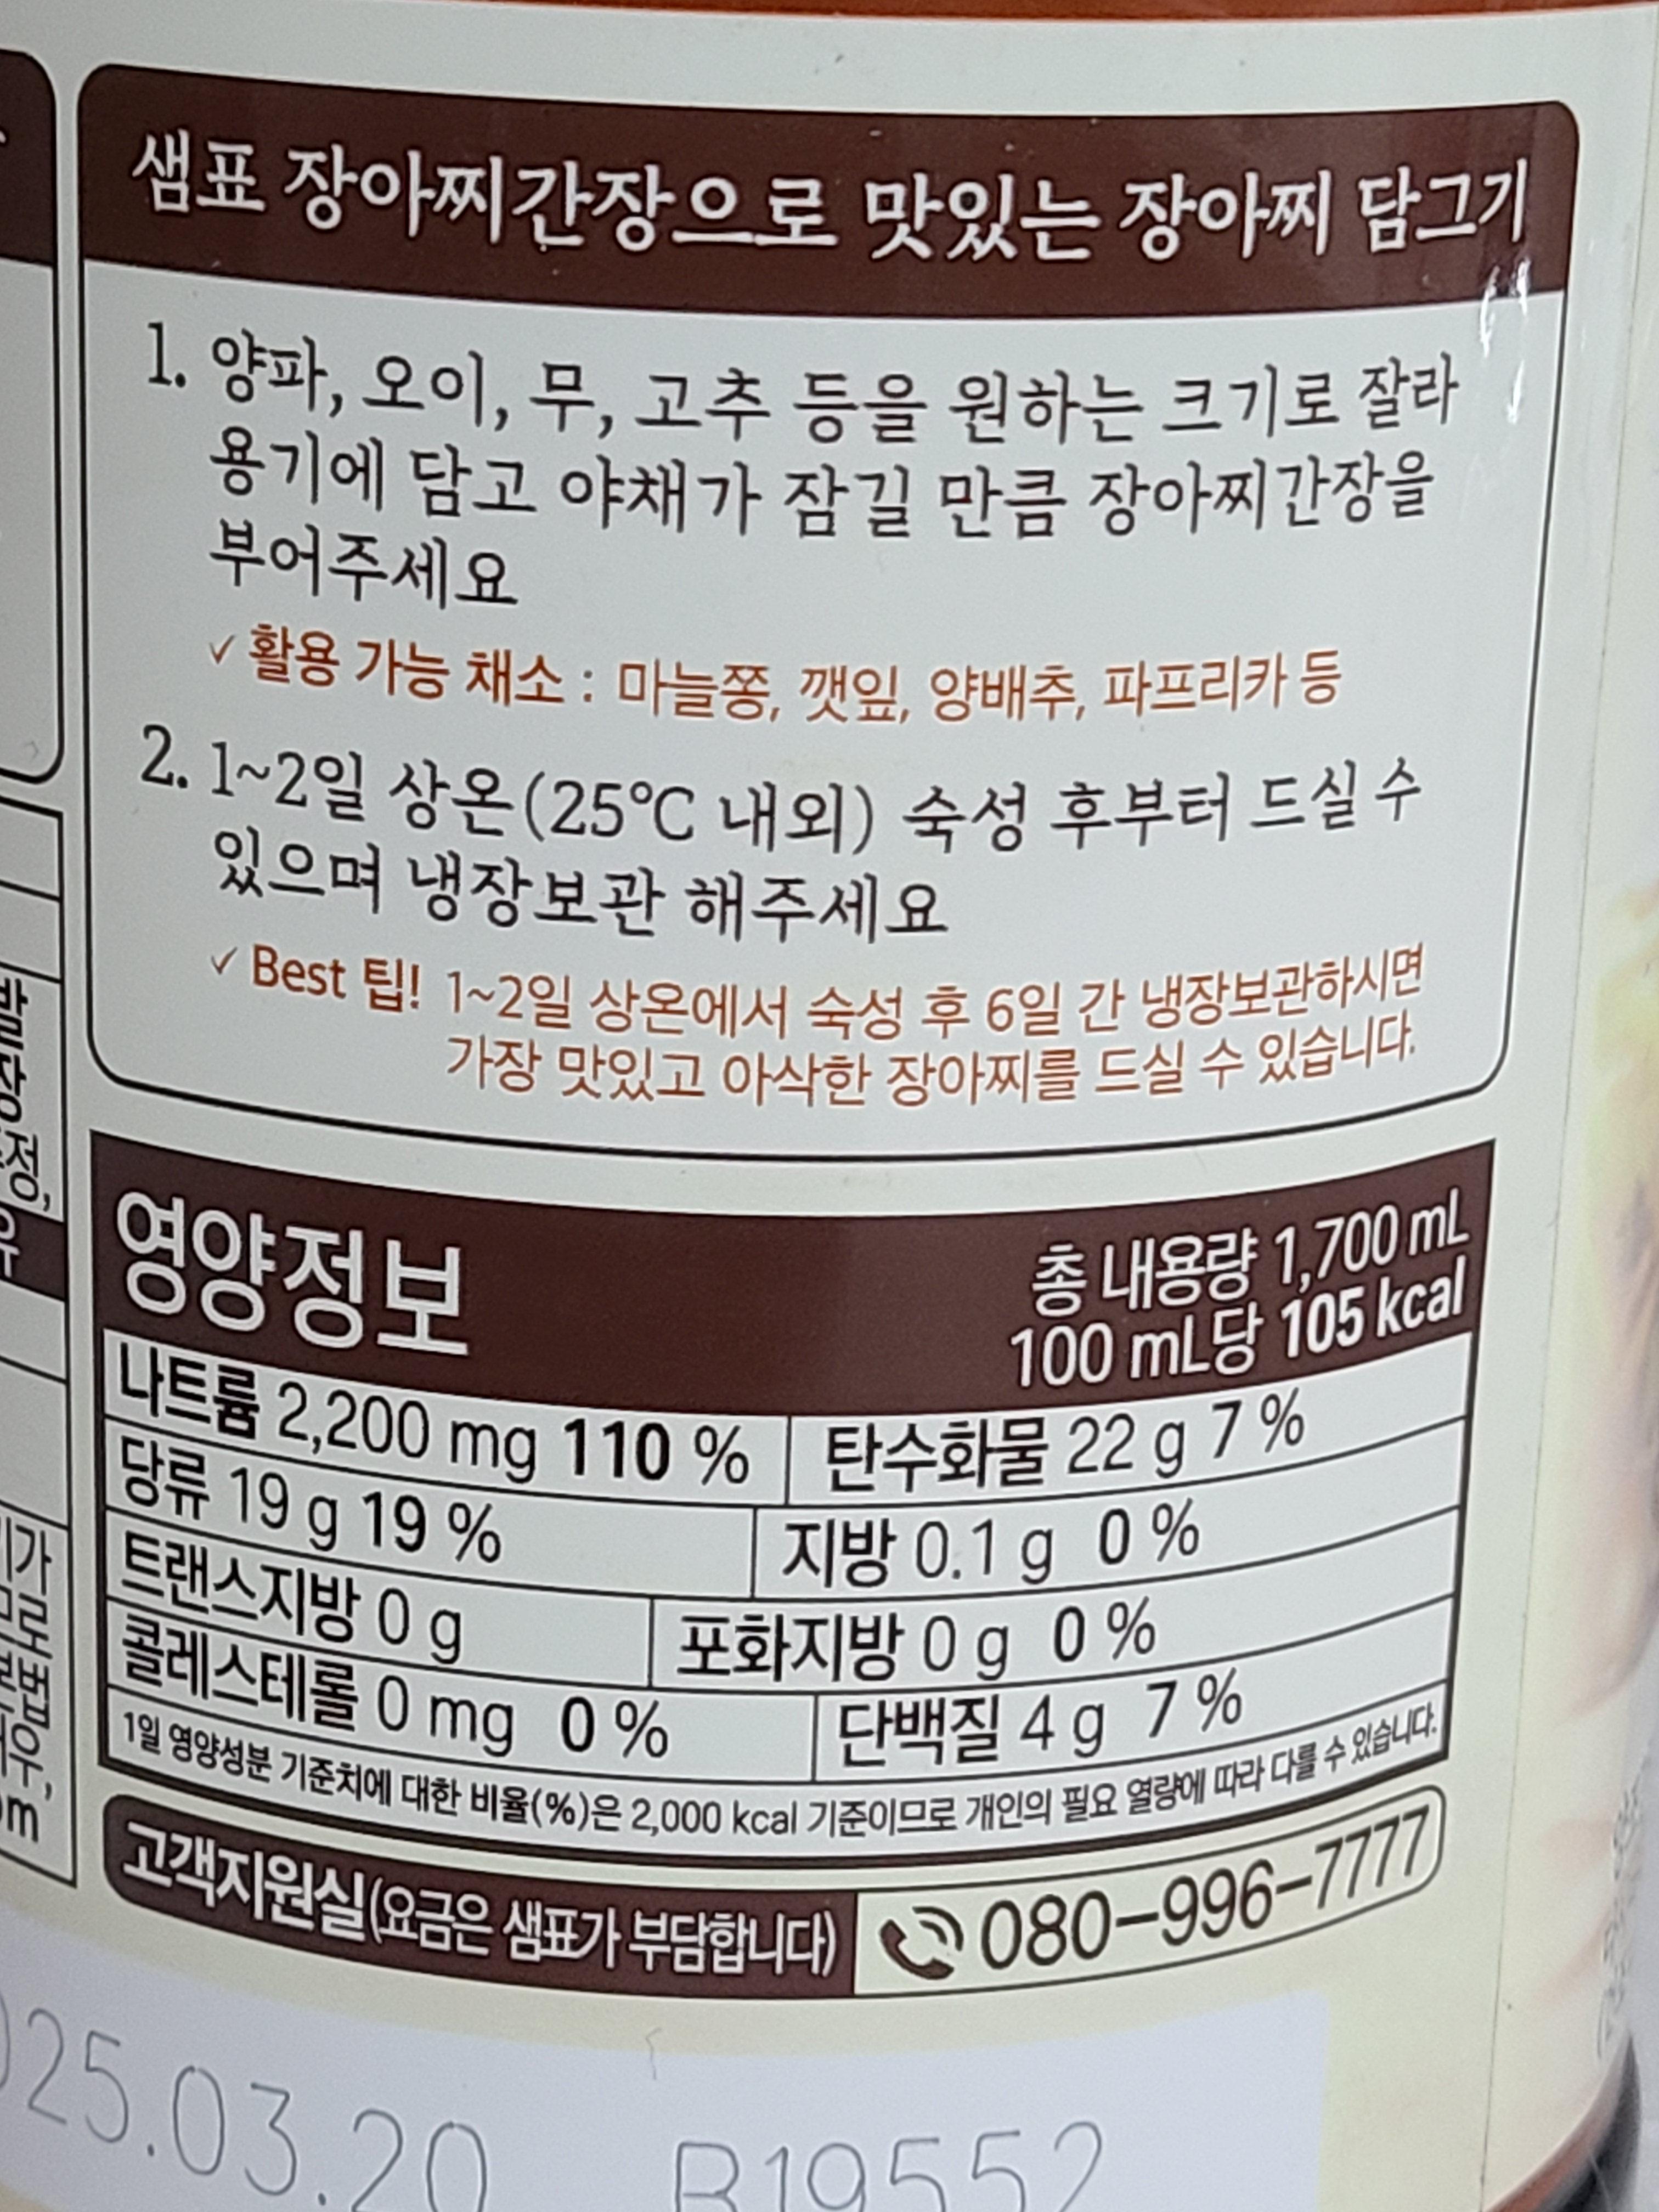 샘표 장아찌간장으로 맛있는 장아찌 담그기
1. 양파, 오이, 무, 고추 등을 원하는 크기로 잘라
용기에 담고 야채가 잠길 만큼 장아찌간장을
부어주세요
✓ 활용 가능 채소 : 마늘쫑, 깻잎, 양배추, 파프리카 등
2. 1~2일 상온(25℃ 내외) 숙성 후부터 드실 수
있으며 냉장보관 해주세요
✓ Best 팁! 1~2일 상온에서 숙성 후 6일 간 냉장보관하시면
가장 맛있고 아삭한 장아찌를 드실 수 있습니다.
영양정보
총 내용량 1,700 mL
100 mL당 105 kcal
나트륨 2,200 mg 110 % 탄수화물 22 g 7 %
당류 19 g 19 % 지방 0.1 g 0 %
트랜스지방 0 g 포화지방 0 g 0 %
콜레스테롤 0 mg 0 % 단백질 4 g 7 %
1일 영양성분 기준치에 대한 비율(%)은 2,000 kcal 기준이므로 개인의 필요 열량에 따라 다를 수 있습니다.
고객지원실(요금은 샘표가 부담합니다) 080-996-7777
25.03.20 B19552